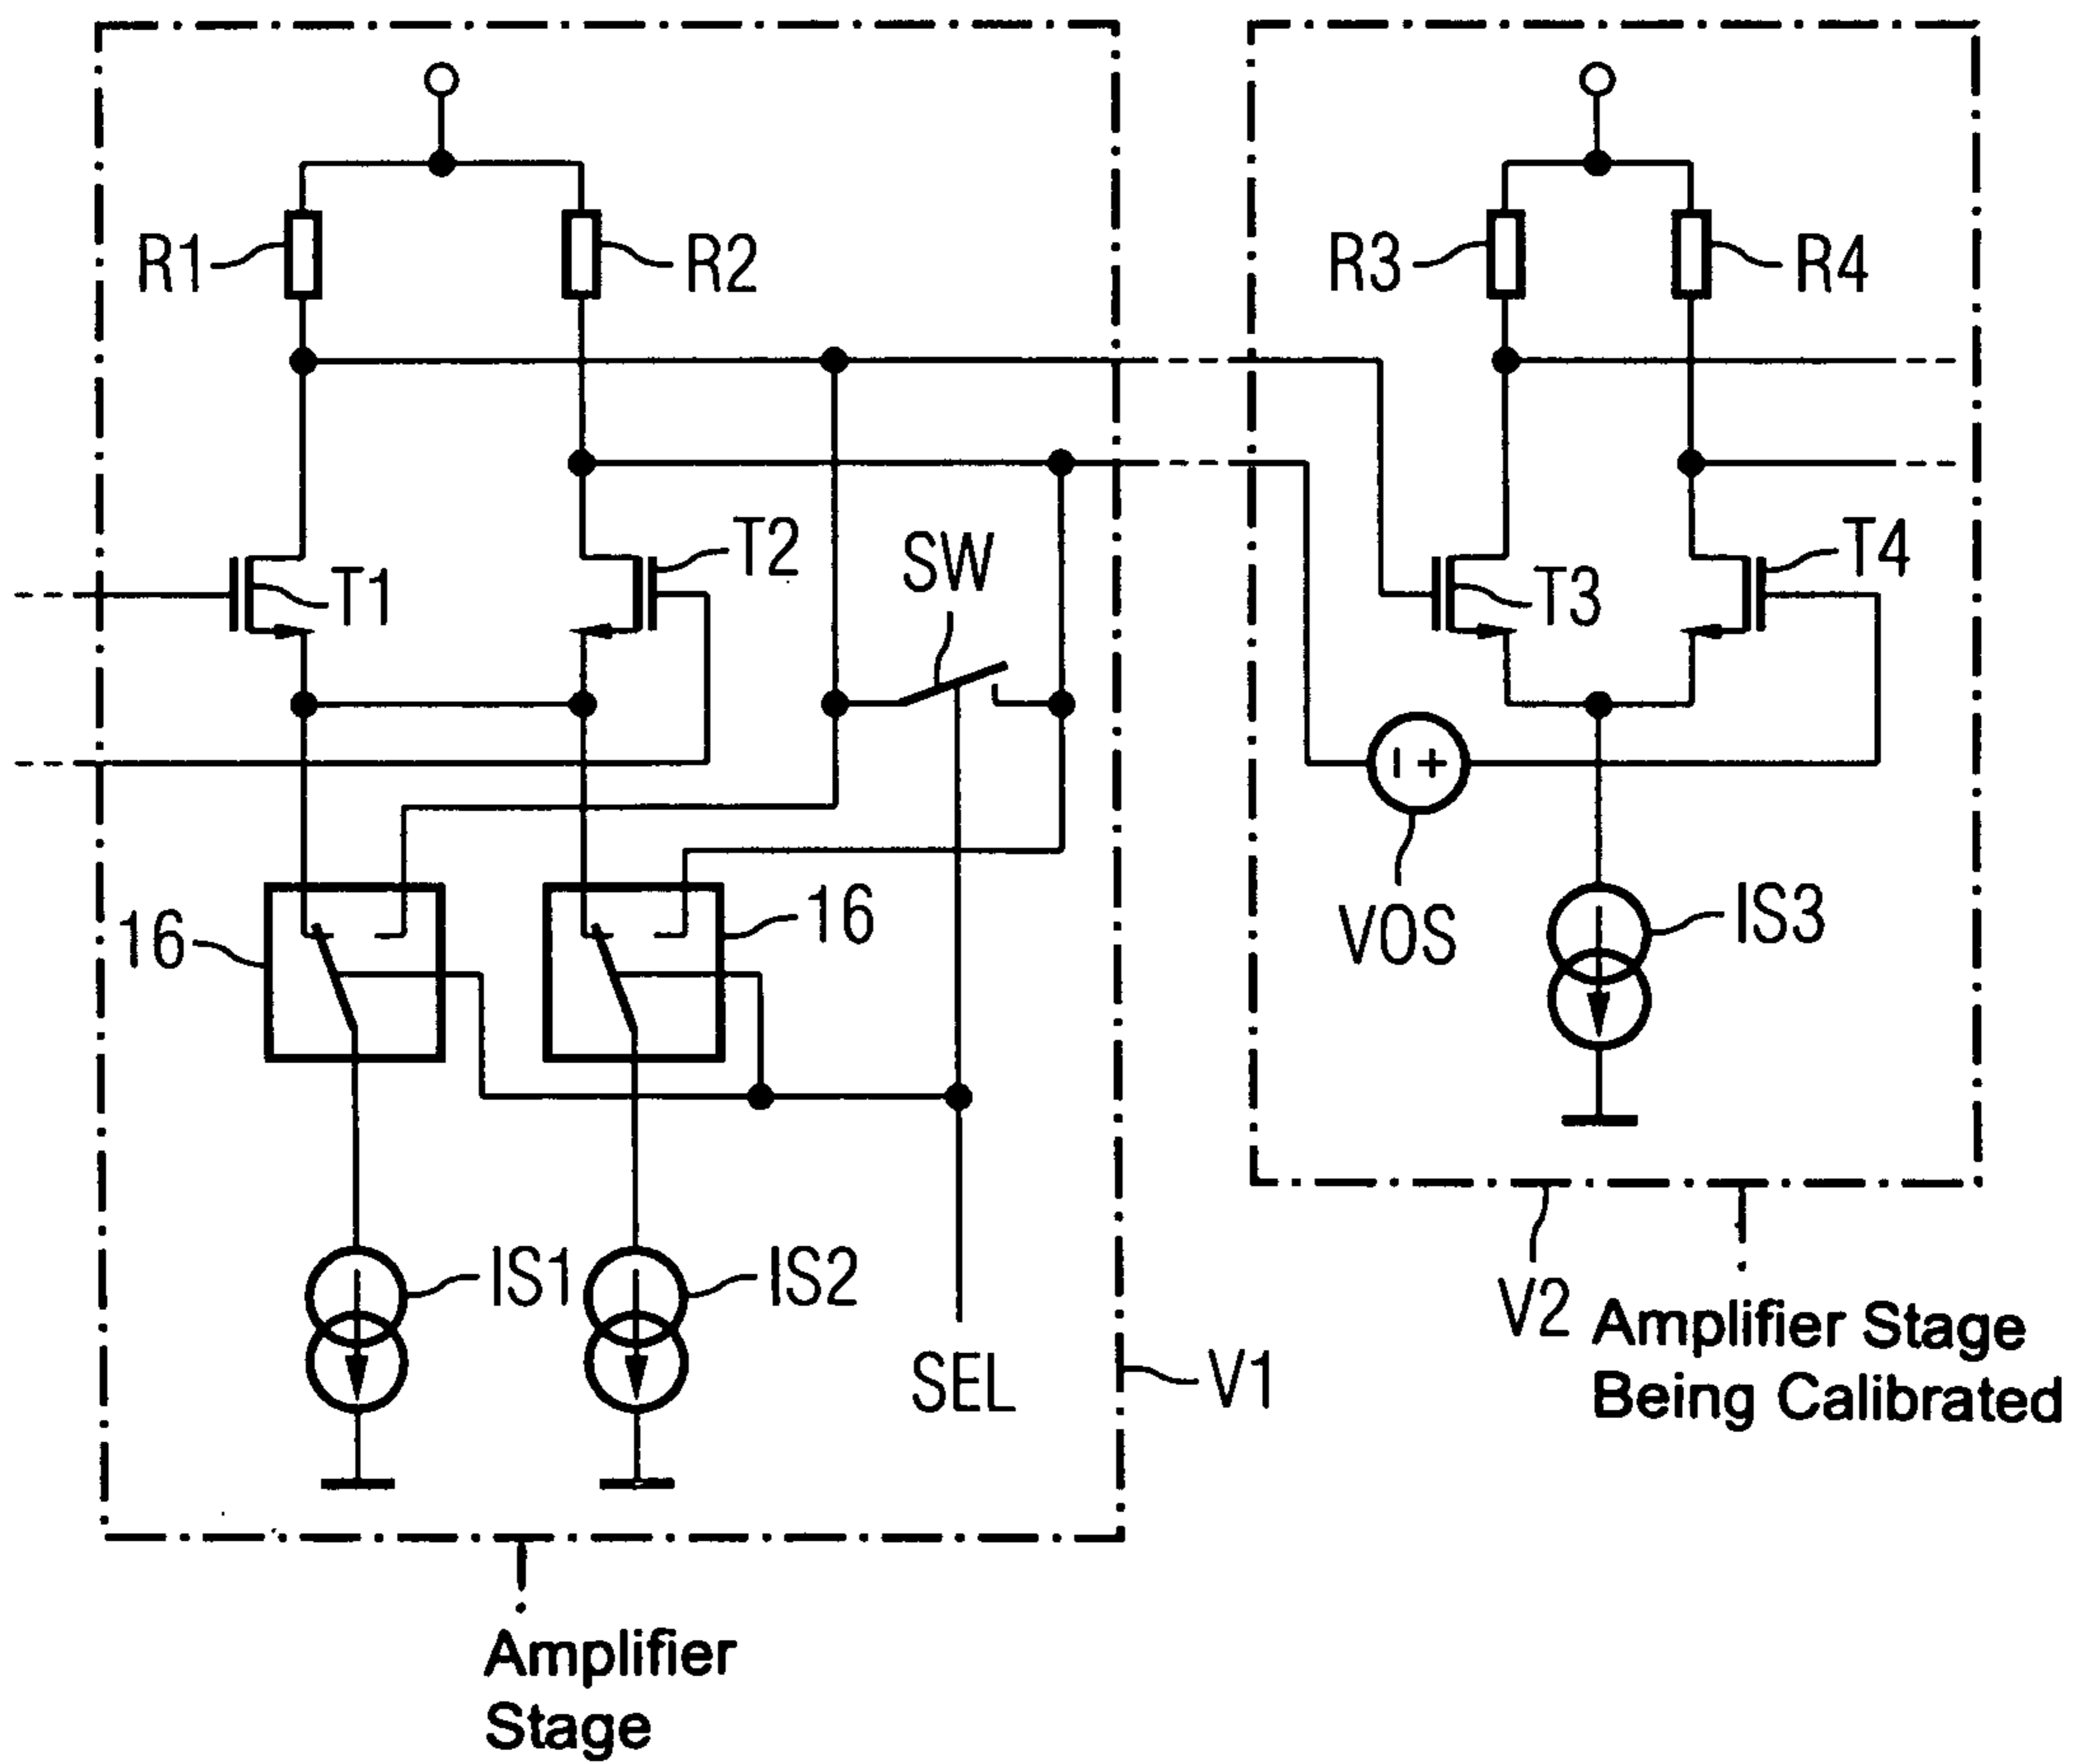 R1
R2
R3
R4
T1
T2
SW
T3
T4
16
16
VOS
IS3
IS1
IS2
SEL
V1
V2
Amplifier Stage
Being Calibrated
Amplifier
Stage